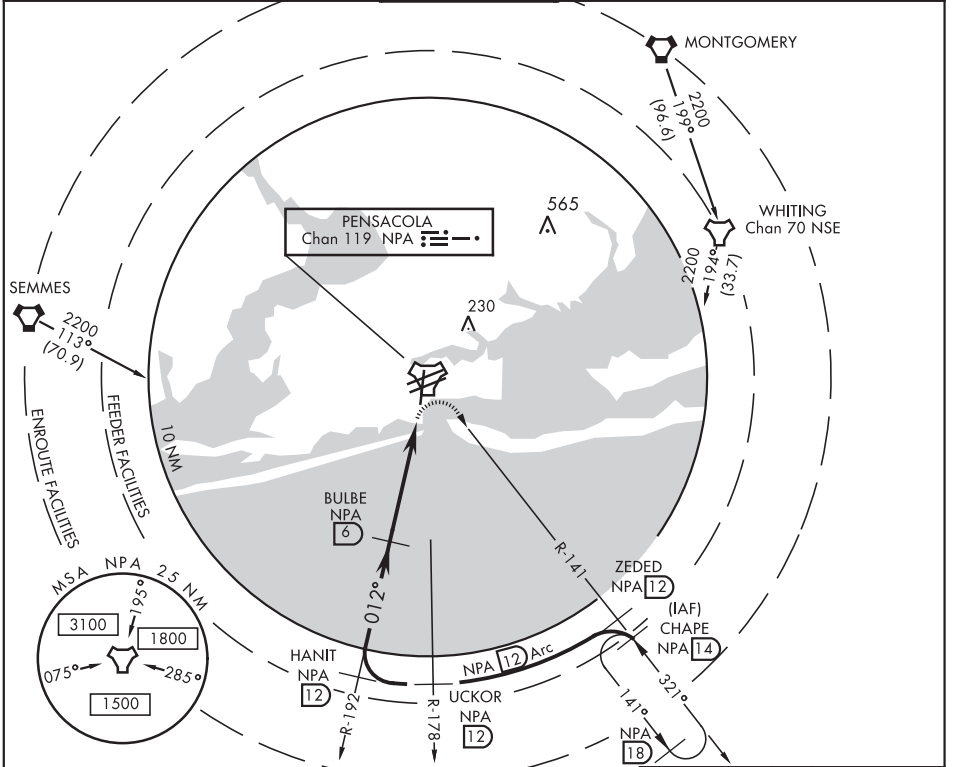 MONTGOMERY
2200
199°
(96.6)
WHITING
Chan 70 NSE
2200
194°
(33.7)
565
PENSACOLA
Chan 119 NPA
230
SEMMES
2200
113°
(70.9)
ENROUTE FACILITIES
FEEDER FACILITIES
10 NM
BULBE
NPA
6
012°
R-141
ZEDED
NPA 12
(IAF)
CHAPE
NPA 14
HANIT
NPA
12
NPA 12 Arc
UCKOR
NPA
12
R-192
R-178
321°
141°
NPA
18
MSA NPA 25 NM
195°
3100
1800
075°
285°
1500